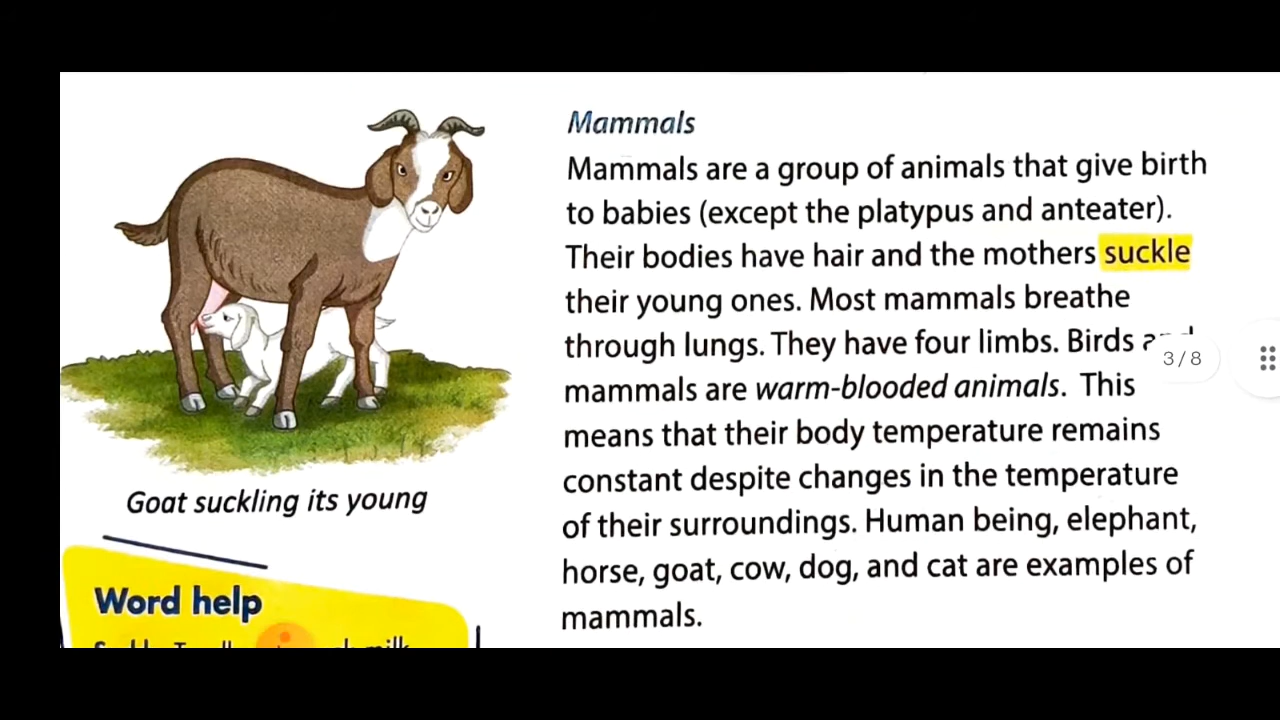 Mammals
Mammals are a group of animals that give birth
to babies (except the platypus and anteater).
Their bodies have hair and the mothers suckle
their young ones. Most mammals breathe
through lungs. They have four limbs. Birds
3/8
mammals are warm-blooded animals. This
means that their body temperature remains
constant despite changes in the temperature
of their surroundings. Human being, elephant,
horse, goat, cow, dog, and cat are examples of
mammals.
Goat suckling its young
Word help
milk